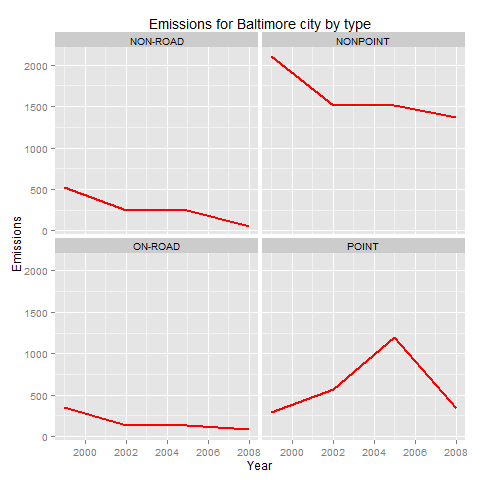 Emissions for Baltimore city by type
NON-ROAD NONPOINT
2000
1500
1000
500
0
ON-ROAD POINT
2000
1500
1000
500
0
Emissions
2000 2002 2004 2006 2008 2000 2002 2004 2006 2008
Year